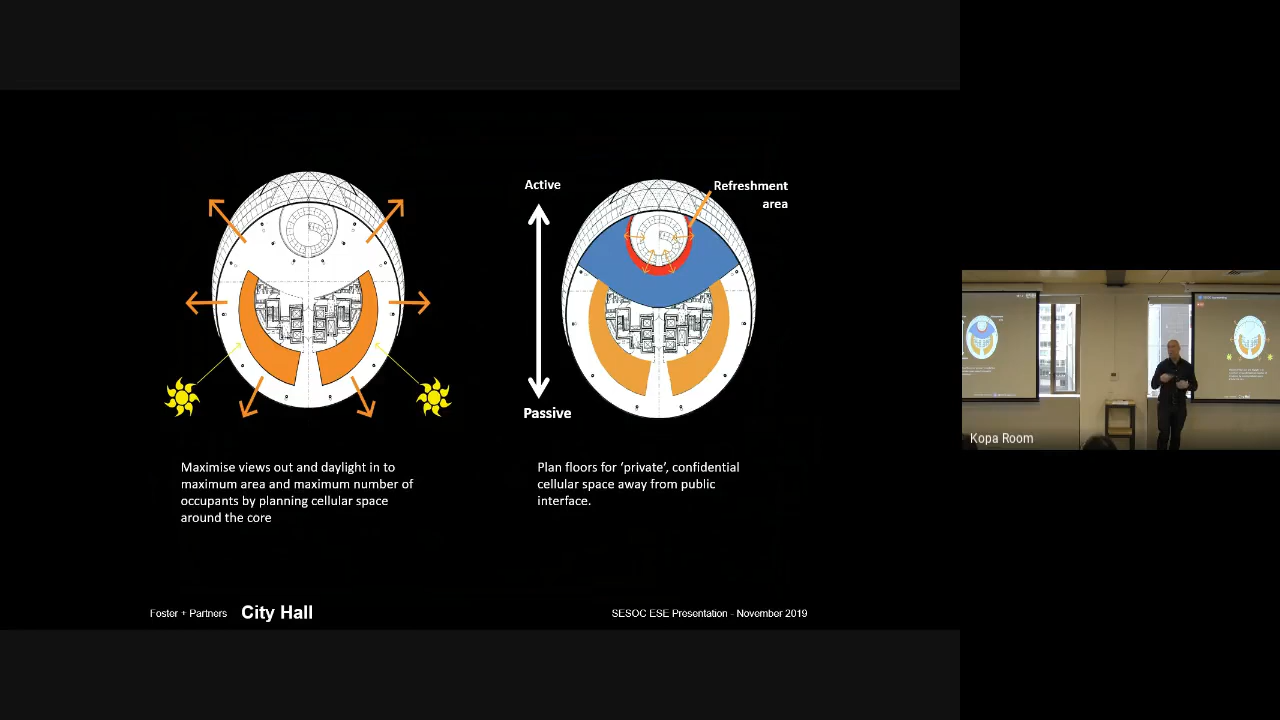 Active
Refreshment
area
Passive
Maximise views out and daylight in to
maximum area and maximum number of
occupants by planning cellular space
around the core
Plan floors for ‘private’, confidential
cellular space away from public
interface.
Foster + Partners City Hall
SESOC ESE Presentation - November 2019
Kopa Room